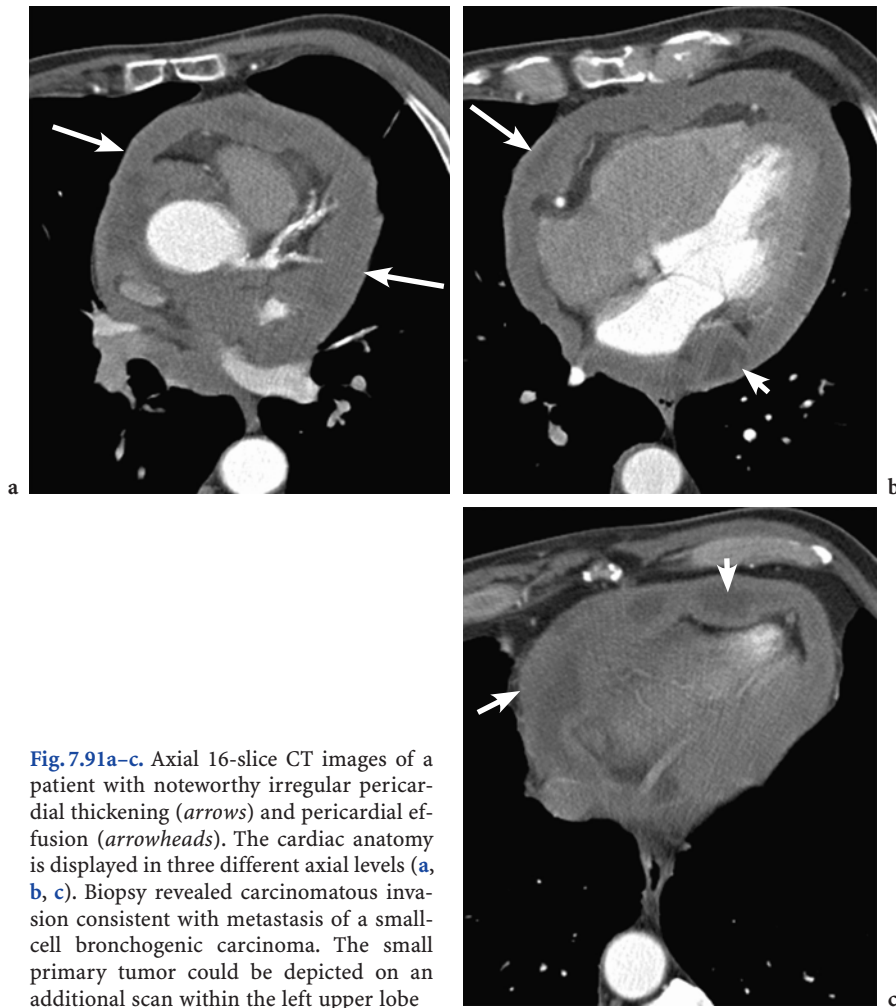 a
b
Fig. 7.91a–c. Axial 16-slice CT images of a
patient with noteworthy irregular pericar-
dial thickening (arrows) and pericardial ef-
fusion (arrowheads). The cardiac anatomy
is displayed in three different axial levels (a,
b, c). Biopsy revealed carcinomatous inva-
sion consistent with metastasis of a small-
cell bronchogenic carcinoma. The small
primary tumor could be depicted on an
additional scan within the left upper lobe
c